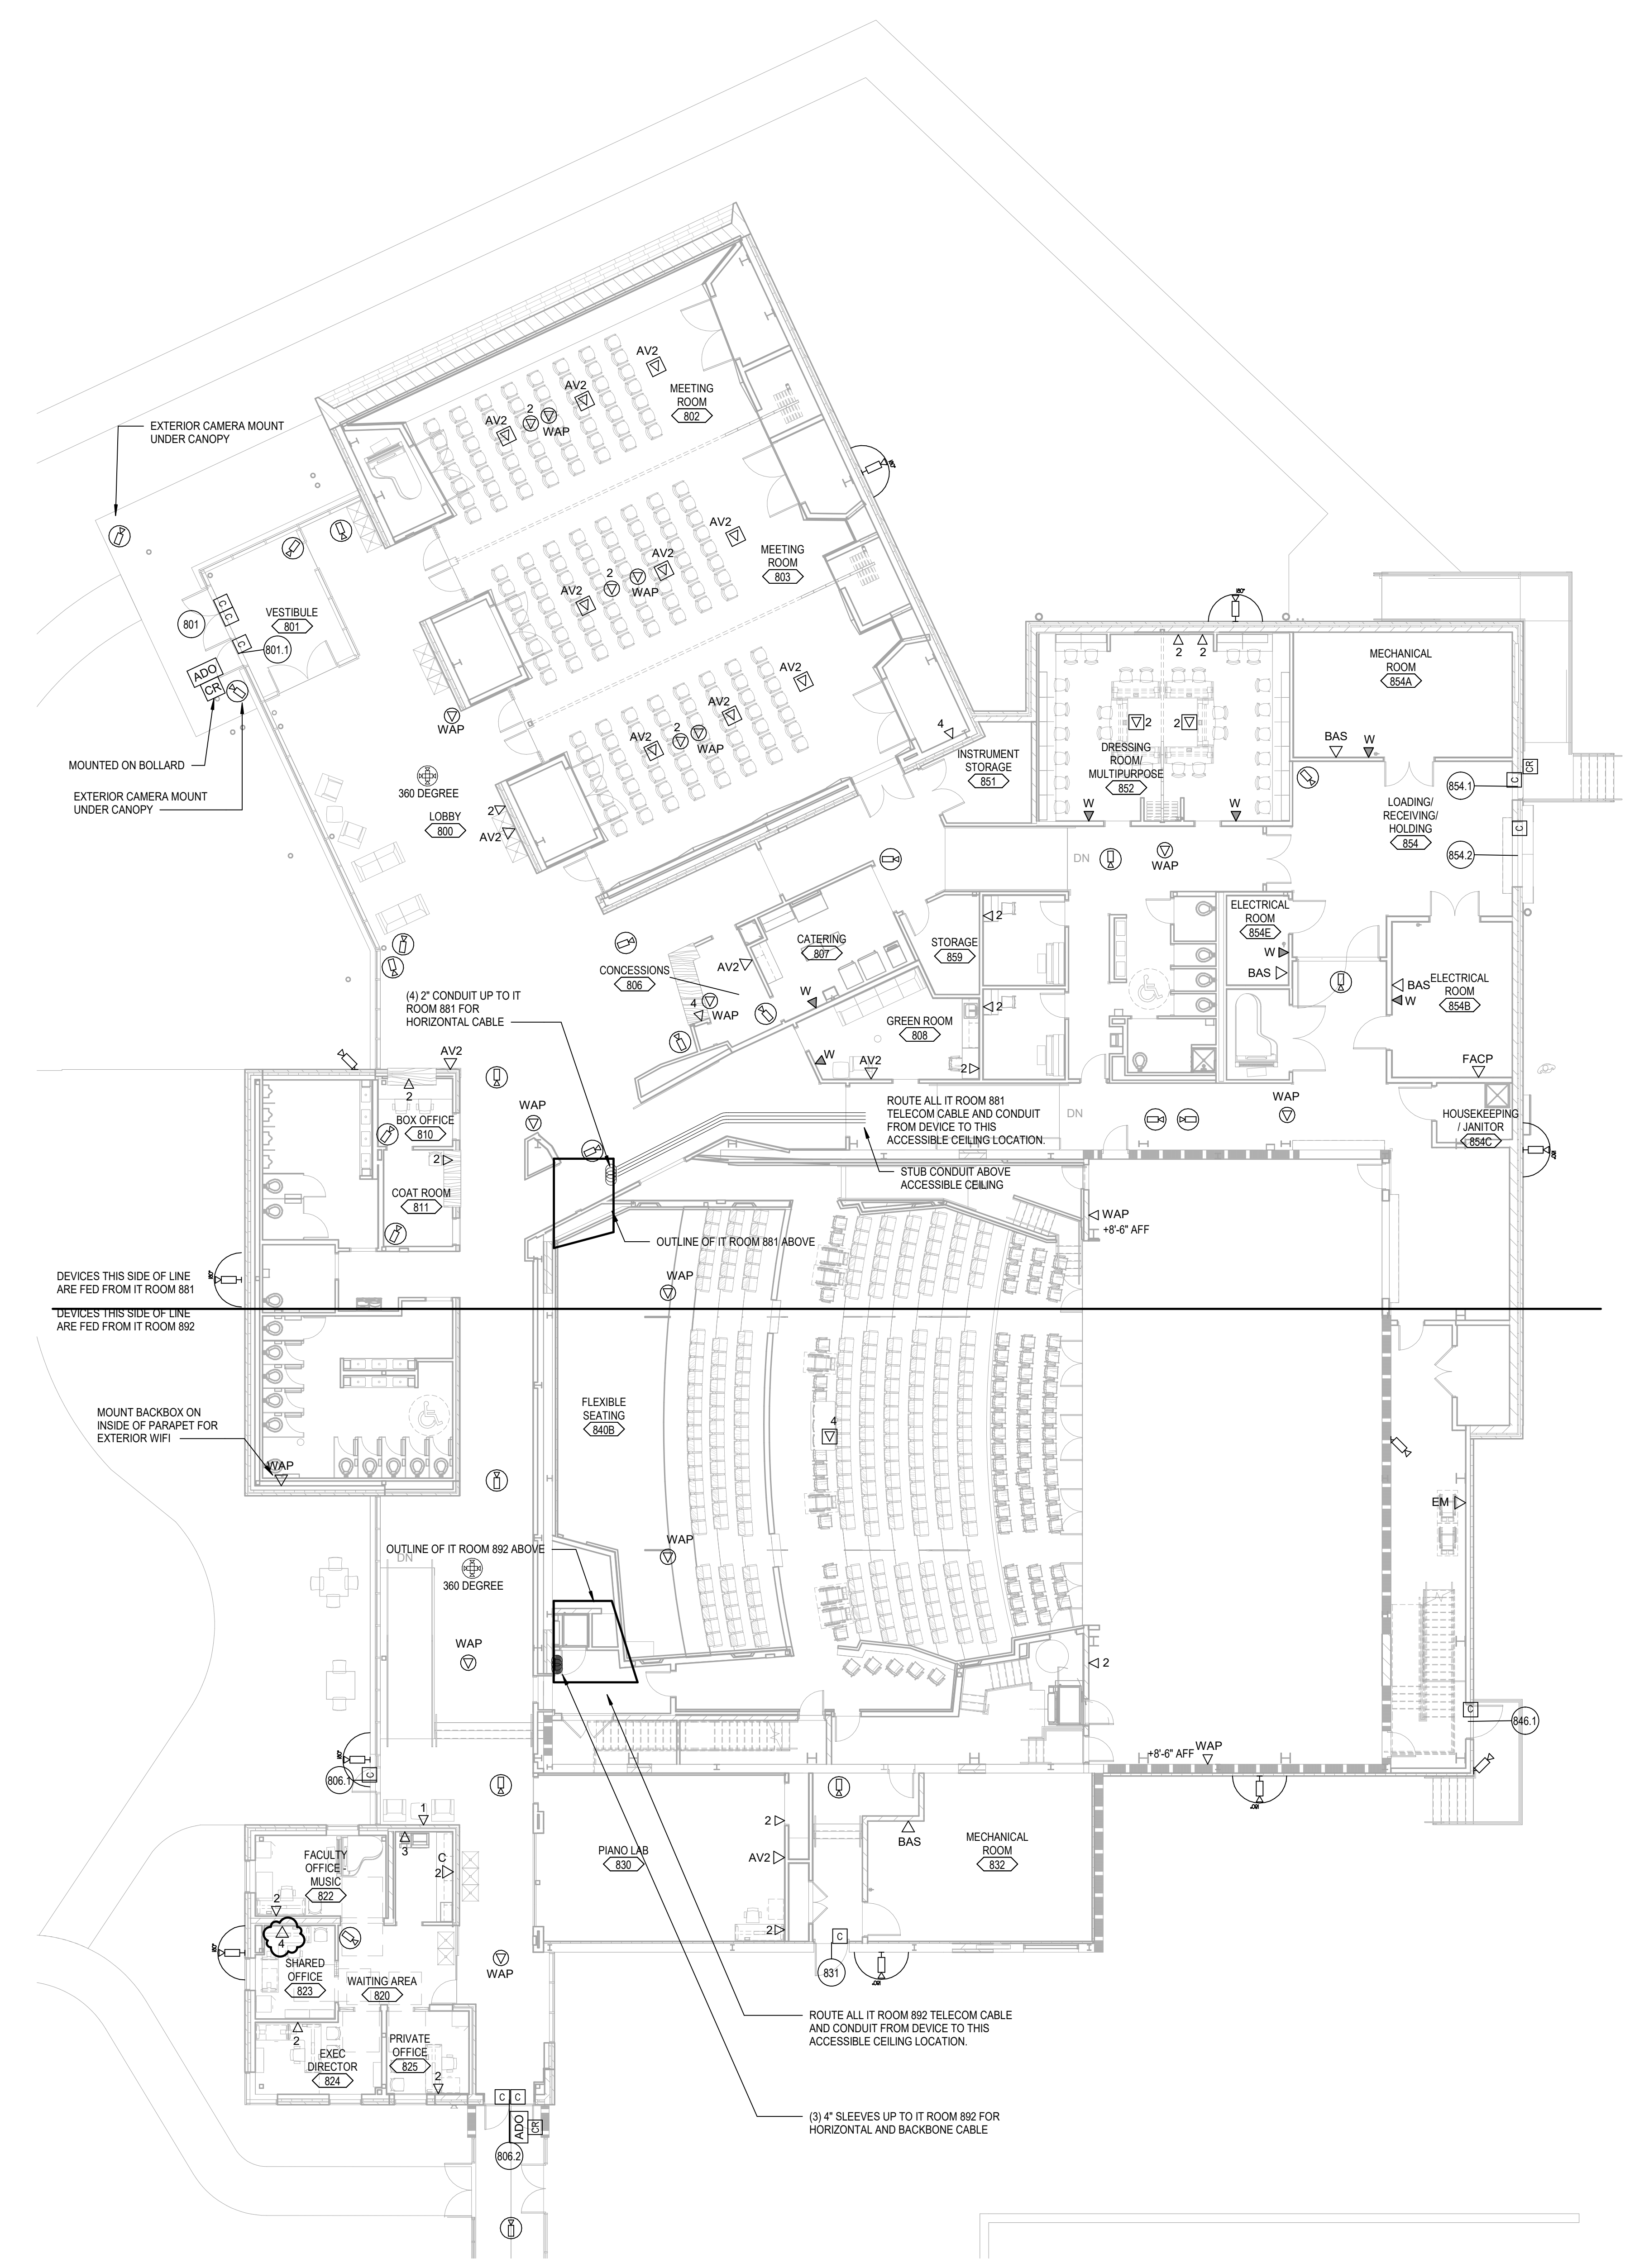 AV2
MEETING
ROOM
802
AV2
2
AV2
WAP
EXTERIOR CAMERA MOUNT
UNDER CANOPY
AV2
MEETING
ROOM
803
AV2
2
AV2
WAP
C
C
801
VESTIBULE
801
C
801.1
ADO
CR
MOUNTED ON BOLLARD
EXTERIOR CAMERA MOUNT
UNDER CANOPY
AV2
AV2
2
AV2
WAP
WAP
360 DEGREE
LOBBY
800
2
AV2
4
INSTRUMENT
STORAGE
851
2
2
2
2
DRESSING
ROOM/
MULTIPURPOSE
852
W
W
180°
MECHANICAL
ROOM
854A
BAS
W
CR
C
854.1
LOADING/
RECEIVING/
HOLDING
854
C
854.2
DN
WAP
ELECTRICAL
ROOM
854E
W
BAS
BAS
W
ELECTRICAL
ROOM
854B
FACP
CATERING
807
STORAGE
859
2
CONCESSIONS
806
AV2
4
WAP
W
GREEN ROOM
808
2
W
AV2
2
(4) 2" CONDUIT UP TO IT
ROOM 881 FOR
HORIZONTAL CABLE
AV2
2
BOX OFFICE
810
2
COAT ROOM
811
WAP
ROUTE ALL IT ROOM 881
TELECOM CABLE AND CONDUIT
FROM DEVICE TO THIS
ACCESSIBLE CEILING LOCATION.
DN
WAP
HOUSEKEEPING
/ JANITOR
854C
STUB CONDUIT ABOVE
ACCESSIBLE CEILING
WAP
+8'-6" AFF
OUTLINE OF IT ROOM 881 ABOVE
WAP
DEVICES THIS SIDE OF LINE
ARE FED FROM IT ROOM 881
DEVICES THIS SIDE OF LINE
ARE FED FROM IT ROOM 892
FLEXIBLE
SEATING
840B
4
MOUNT BACKBOX ON
INSIDE OF PARAPET FOR
EXTERIOR WIFI
WAP
EM
WAP
OUTLINE OF IT ROOM 892 ABOVE
DN
360 DEGREE
WAP
2
C
846.1
WAP
+8'-6" AFF
806.1
C
1
3
C
2
FACULTY
OFFICE -
MUSIC
822
2
4
SHARED
OFFICE
823
WAITING AREA
820
2
EXEC
DIRECTOR
824
PRIVATE
OFFICE
825
2
WAP
2
PIANO LAB
830
AV2
2
BAS
MECHANICAL
ROOM
832
C
831
180°
ROUTE ALL IT ROOM 892 TELECOM CABLE
AND CONDUIT FROM DEVICE TO THIS
ACCESSIBLE CEILING LOCATION.
C
C
ADO
CR
806.2
(3) 4" SLEEVES UP TO IT ROOM 892 FOR
HORIZONTAL AND BACKBONE CABLE